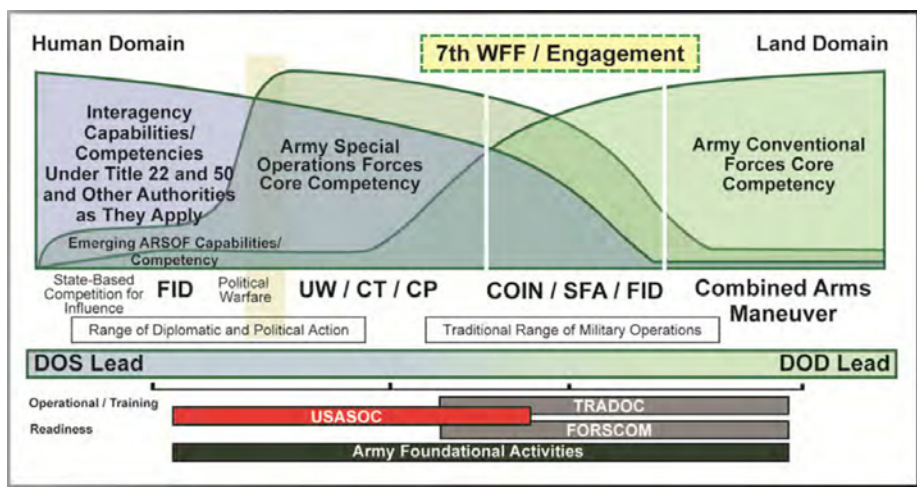 Human Domain
7th WFF / Engagement
Land Domain
Interagency
Capabilities/
Competencies
Under Title 22 and 50
and Other Authorities
as They Apply
Army Special
Operations Forces
Core Competency
Army Conventional
Forces Core
Competency
Emerging ARSOF Capabilities/
Competency
State-Based
Competition for
Influence
FID
Political
Warfare
UW / CT / CP
COIN / SFA / FID
Combined Arms
Maneuver
Range of Diplomatic and Political Action
Traditional Range of Military Operations
DOS Lead
DOD Lead
Operational / Training
TRADOC
USASOC
Readiness
FORSCOM
Army Foundational Activities